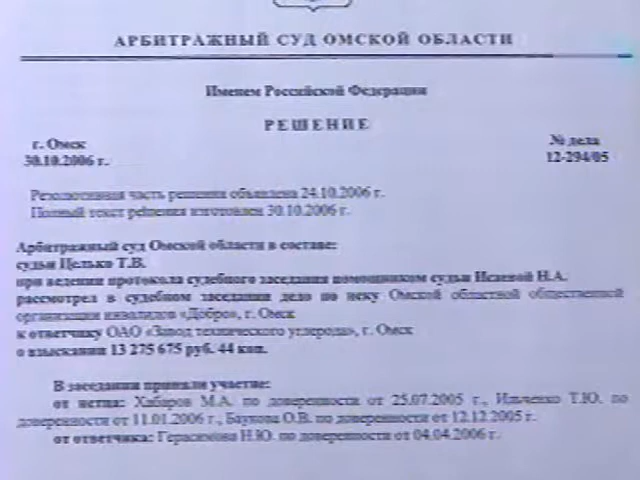 АРБИТРАЖНЫЙ СУД ОМСКОЙ ОБЛАСТИ
Именем Российской Федерации
РЕШЕНИЕ
г. Омск № дела
30.10.2006 г. 12-294/05
Резолютивная часть решения объявлена 24.10.2006 г.
Полный текст решения изготовлен 30.10.2006 г.
Арбитражный суд Омской области в составе:
судьи Целько Т.В.
при ведении протокола судебного заседания помощником судьи Исаевой Н.А.
рассмотрел в судебном заседании дело по иску Омской областной общественной
организации инвалидов «Добро», г. Омск
к ответчику ОАО «Завод технического углерода», г. Омск
о взыскании 13 275 675 руб. 44 коп.
В заседании приняли участие:
от истца: Хабаров М.А. по доверенности от 25.07.2005 г., Ильченко Т.Ю. по
доверенности от 11.01.2006 г., Баукова О.В. по доверенности от 12.12.2005 г.
от ответчика: Герасимова Н.Ю. по доверенности от 04.04.2006 г.